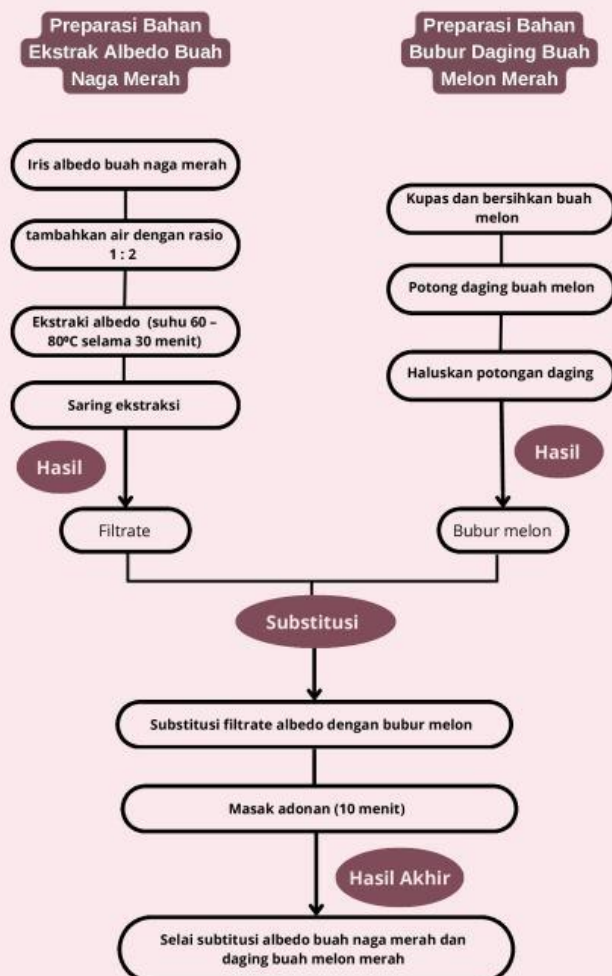 Preparasi Bahan
Ekstrak Albedo Buah
Naga Merah
Preparasi Bahan
Bubur Daging Buah
Melon Merah
Iris albedo buah naga merah
tambahkan air dengan rasio
1 : 2
Ekstraki albedo (suhu 60 –
80°C selama 30 menit)
Saring ekstraksi
Hasil
Filtrate
Kupas dan bersihkan buah
melon
Potong daging buah melon
Haluskan potongan daging
Hasil
Bubur melon
Substitusi
Substitusi filtrate albedo dengan bubur melon
Masak adonan (10 menit)
Hasil Akhir
Selai subtitusi albedo buah naga merah dan
daging buah melon merah